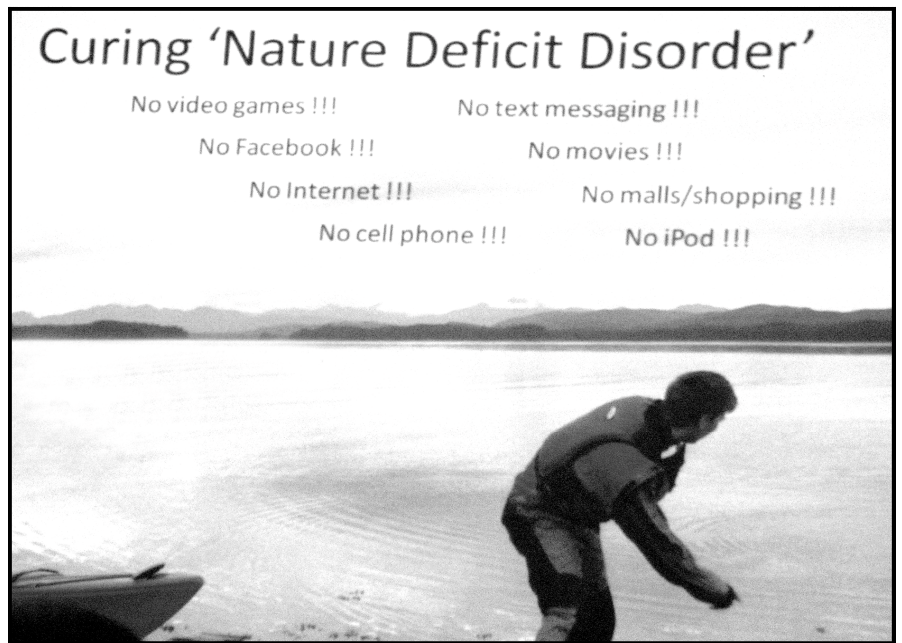 Curing ‘Nature Deficit Disorder’
No video games !!!
No text messaging !!!
No Facebook !!!
No movies !!!
No Internet !!!
No malls/shopping !!!
No cell phone !!!
No iPod !!!